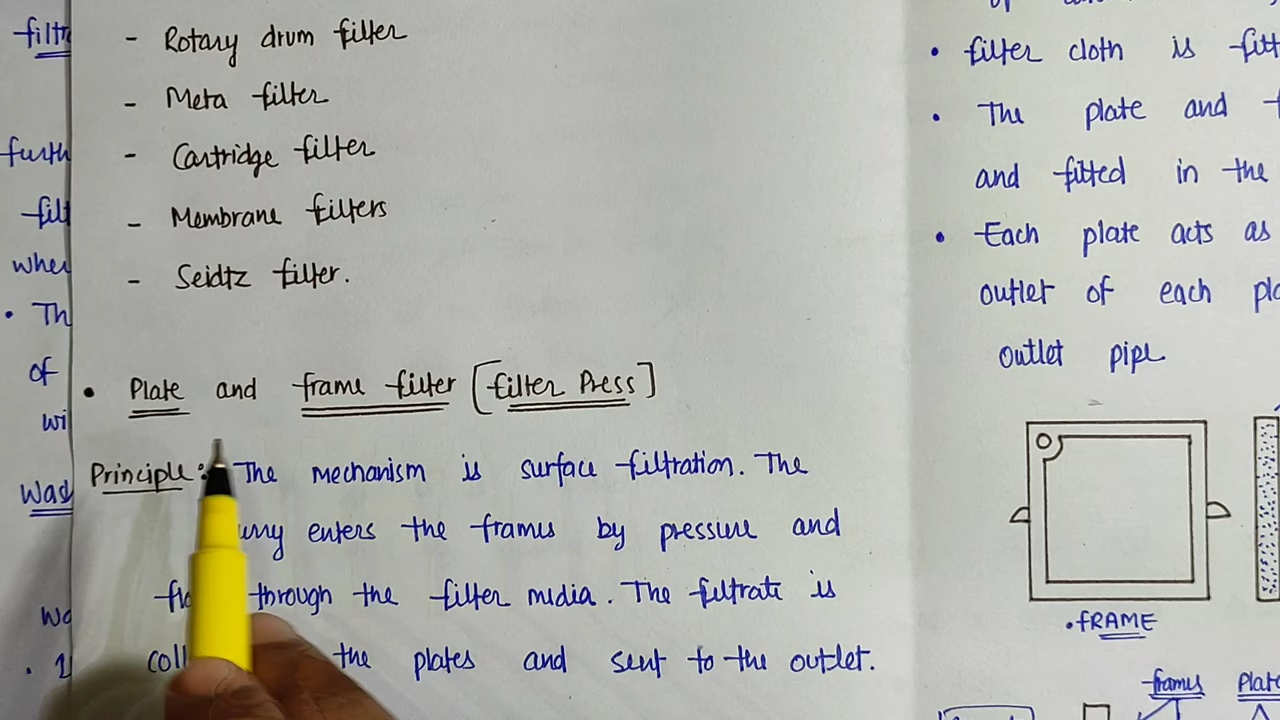 - Rotary drum filter
- Meta filter
- Cartridge filter
- Membrane filters
- Seidtz filter.
• Plate and frame filter [filter Press]
Principle: The mechanism is surface filtration. The
enters the frames by pressure and
through the filter media. The filtrate is
the plates and sent to the outlet.
of
• Th
of
• filter cloth is
• The plate and
and fitted in the
• Each plate acts as
outlet of each
outlet pipe
• FRAME
frames